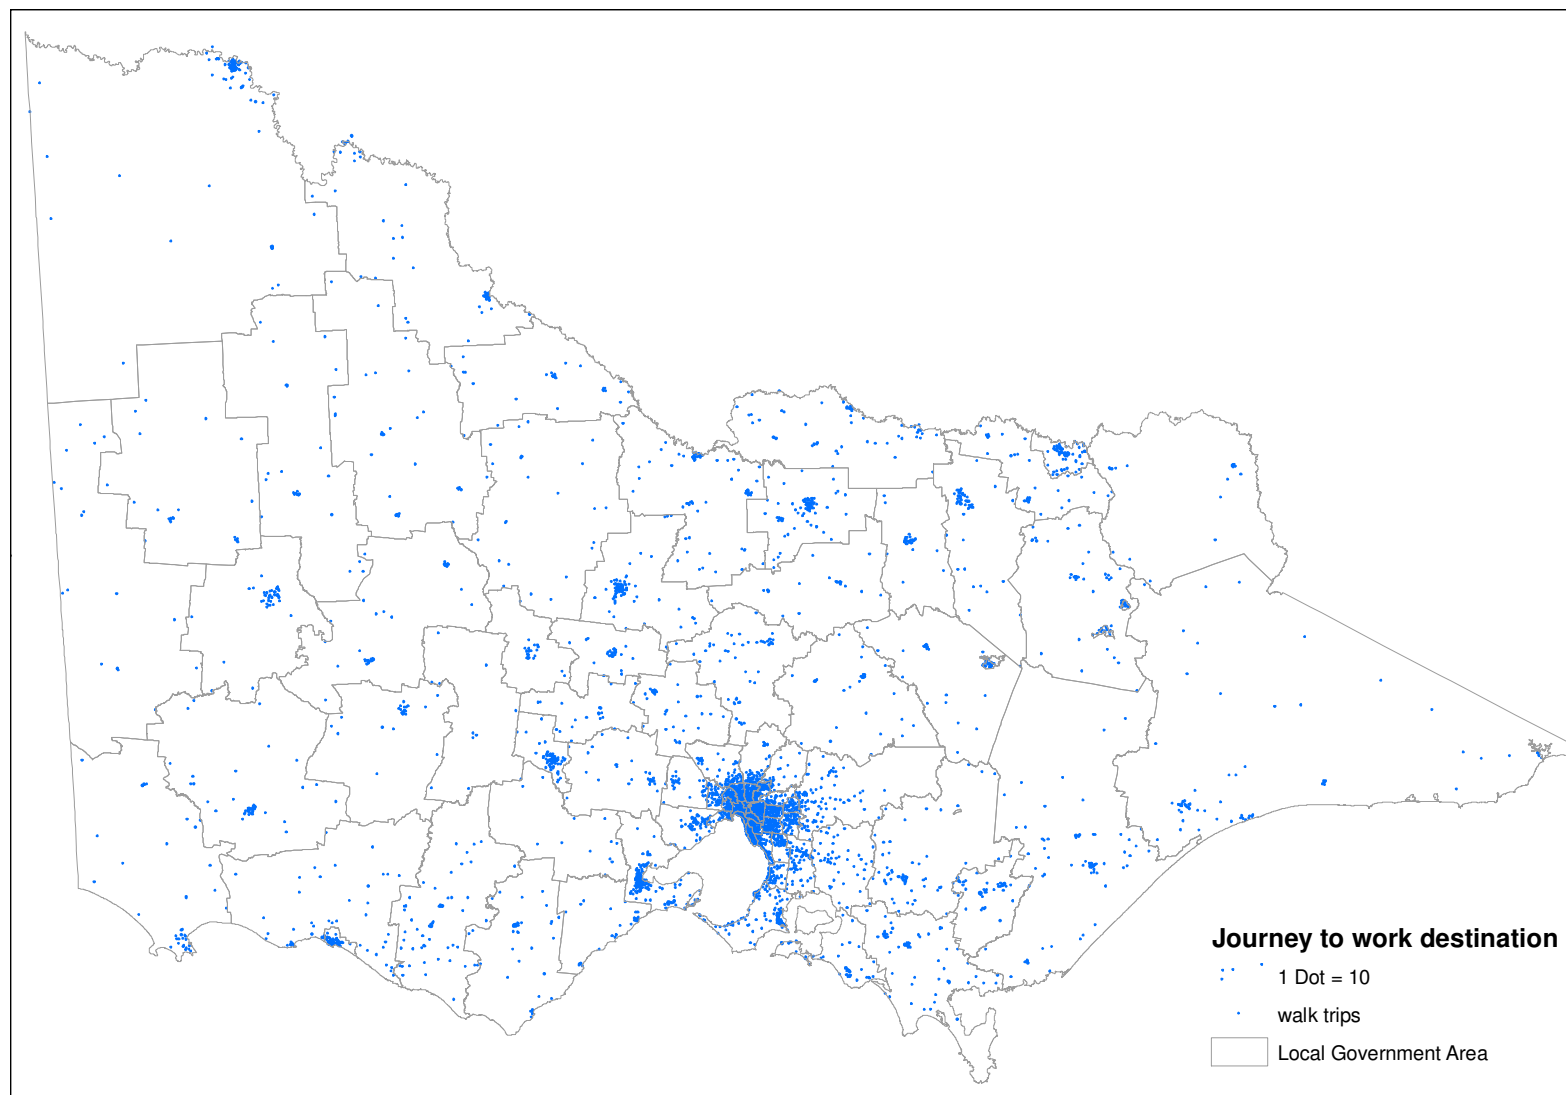 Journey to work destination
1 Dot = 10
walk trips
Local Government Area